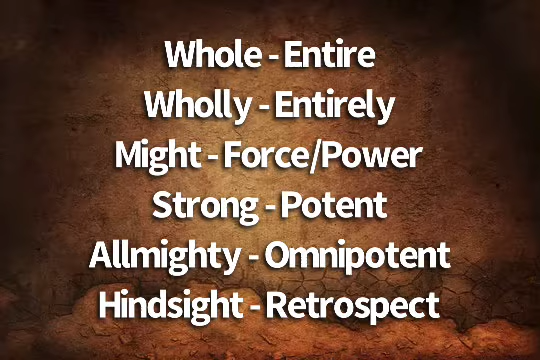 Whole - Entire
Wholly - Entirely
Might - Force/Power
Strong - Potent
Allmighty - Omnipotent
Hindsight - Retrospect